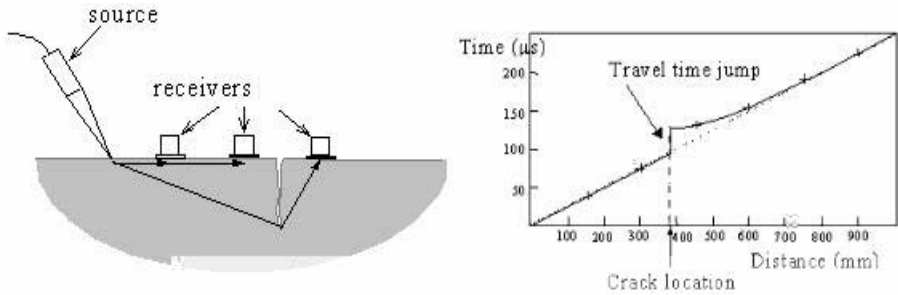 source
receivers
Time (µs)
200
150
100
50
Travel time jump
100 200 300 400 500 600 700 800 900
Distance (mm)
Crack location